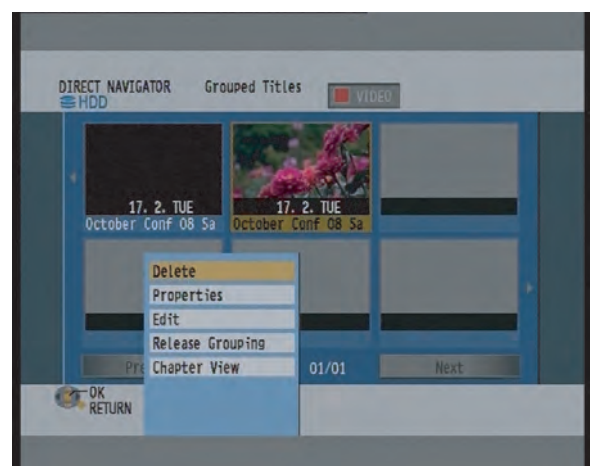 DIRECT NAVIGATOR Grouped Titles
HDD
VIDEO
17. 2. TUE
October Conf 08 Sa
17. 2. TUE
October Conf 08 Sa
Delete
Properties
Edit
Release Grouping
Chapter View
Pre
01/01
Next
OK
RETURN